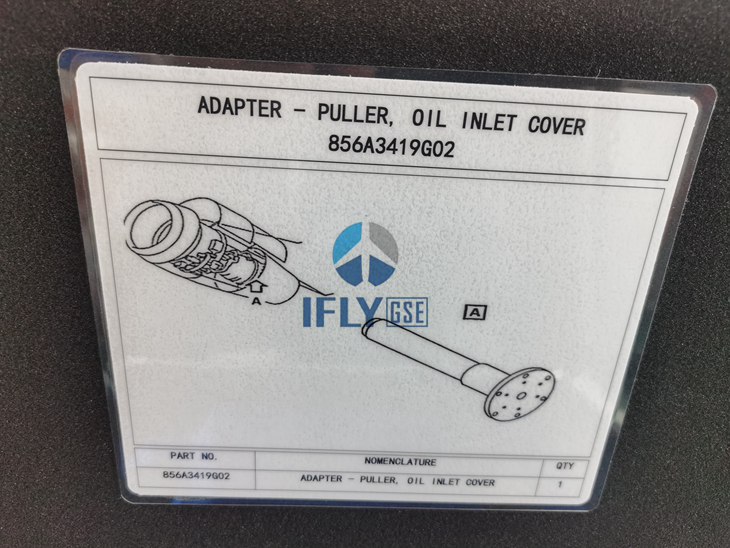 ADAPTER - PULLER, OIL INLET COVER
856A3419G02
A
IFLY GSE
A
PART NO. NOMENCLATURE QTY
856A3419G02 ADAPTER - PULLER, OIL INLET COVER 1